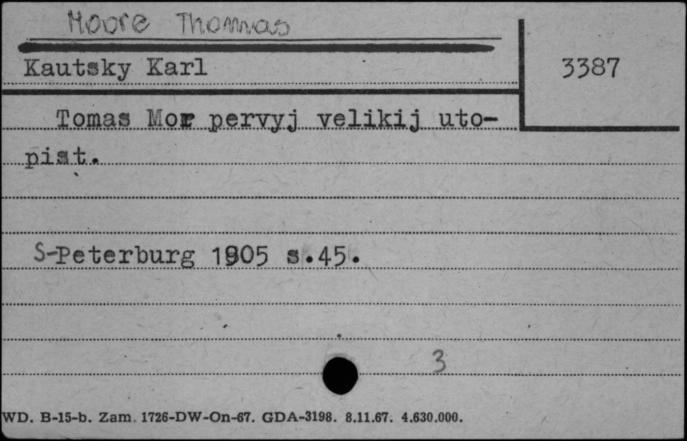 Moore Thomas
Kautsky Karl
3387
Tomas Mor pervyj velikij uto-
pist.
S-Peterburg 1905 s.45.
3
WD. B-15-b. Zam. 1726-DW-On-67. GDA-3198. 8.11.67. 4.630.000.